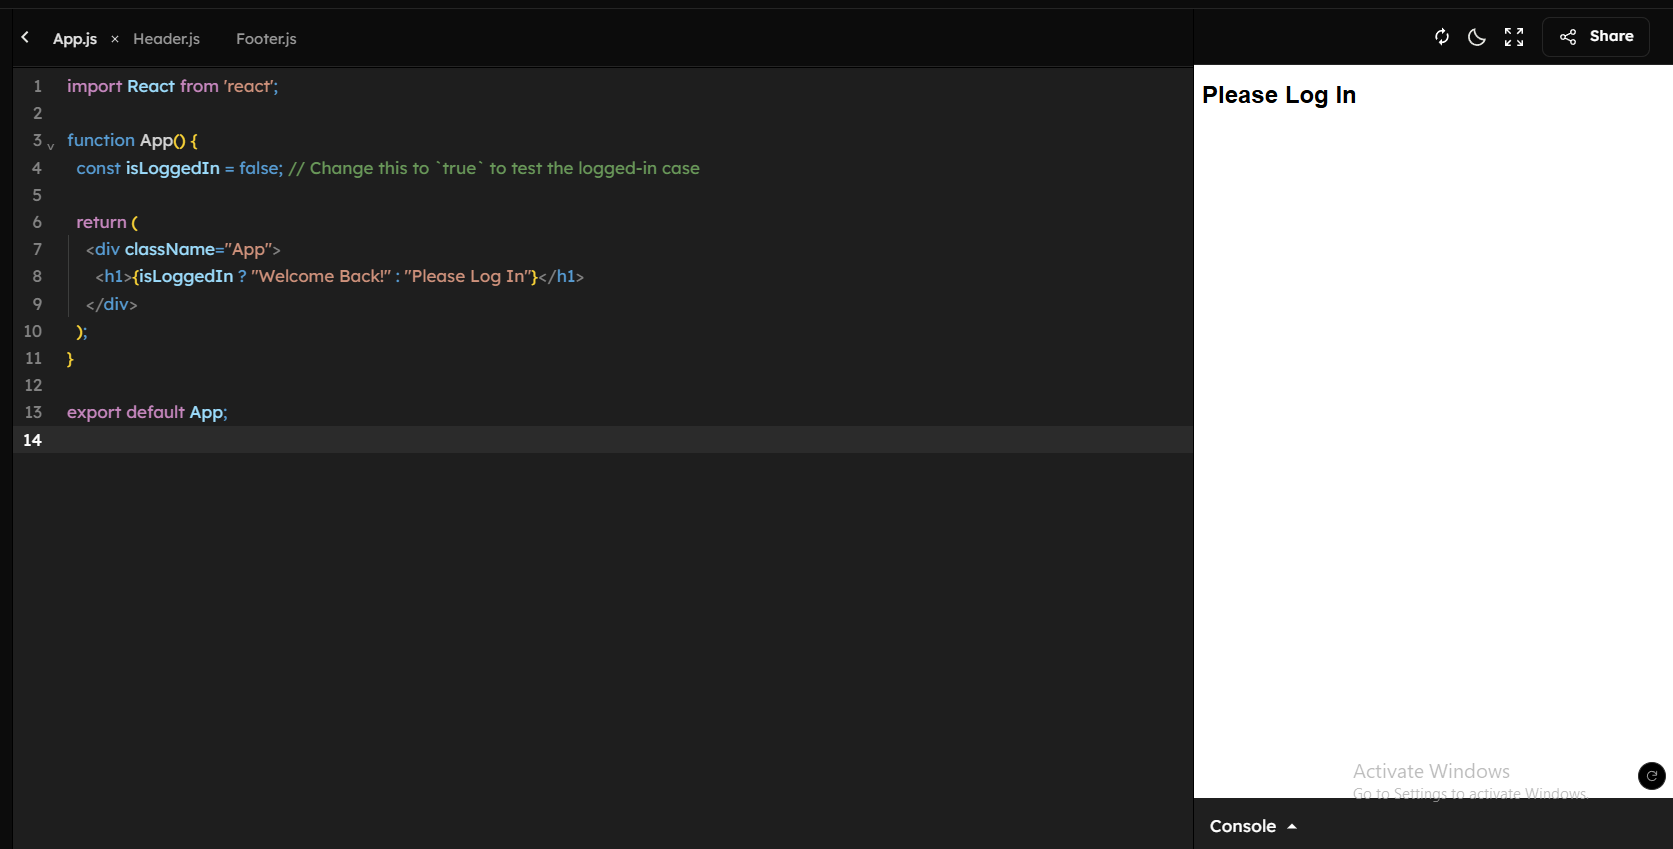 App.js × Header.js Footer.js
Share
1 import React from 'react';
2
3 function App() {
4 const isLoggedIn = false; // Change this to `true` to test the logged-in case
5
6 return (
7 <div className="App">
8 <h1>{isLoggedIn ? "Welcome Back!" : "Please Log In"}</h1>
9 </div>
10 );
11 }
12
13 export default App;
14
Please Log In
Activate Windows
Go to Settings to activate Windows.
Console